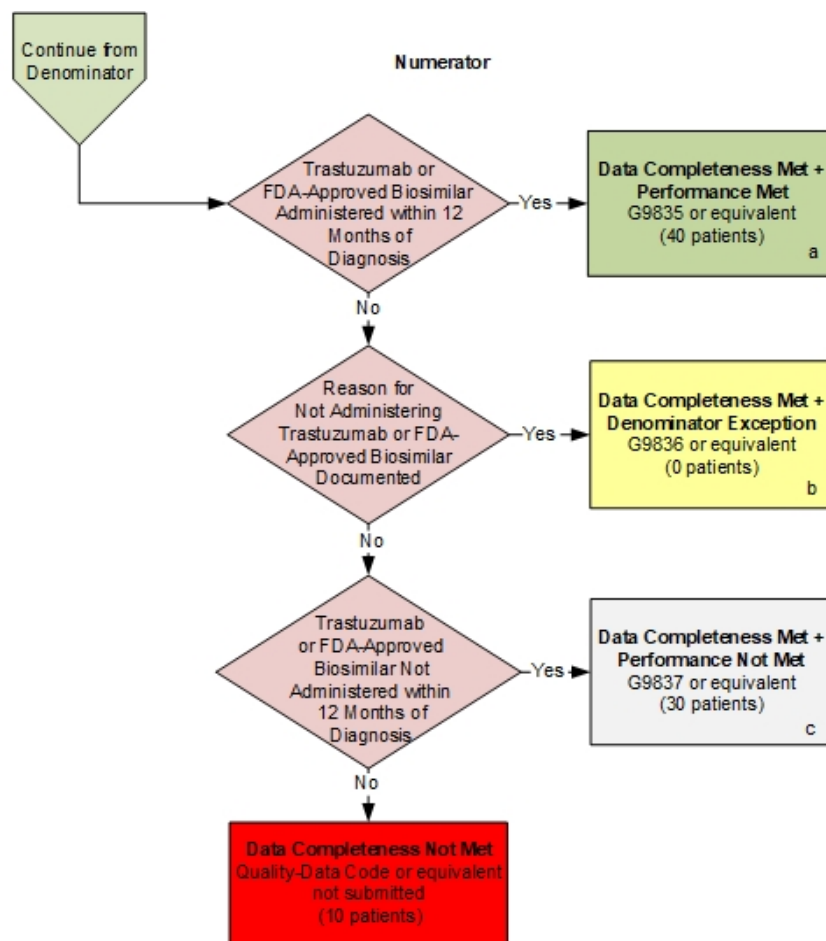 Continue from
Denominator
Numerator
Trastuzumab or
FDA-Approved Biosimilar
Administered within 12
Months of
Diagnosis
Yes
Data Completeness Met +
Performance Met
G9835 or equivalent
(40 patients)
a
No
Reason for
Not Administering
Trastuzumab or FDA-
Approved Biosimilar
Documented
Yes
Data Completeness Met +
Denominator Exception
G9836 or equivalent
(0 patients)
b
No
Trastuzumab
or FDA-Approved
Biosimilar Not
Administered within
12 Months of
Diagnosis
Yes
Data Completeness Met +
Performance Not Met
G9837 or equivalent
(30 patients)
c
No
Data Completeness Not Met
Quality-Data Code or equivalent
not submitted
(10 patients)